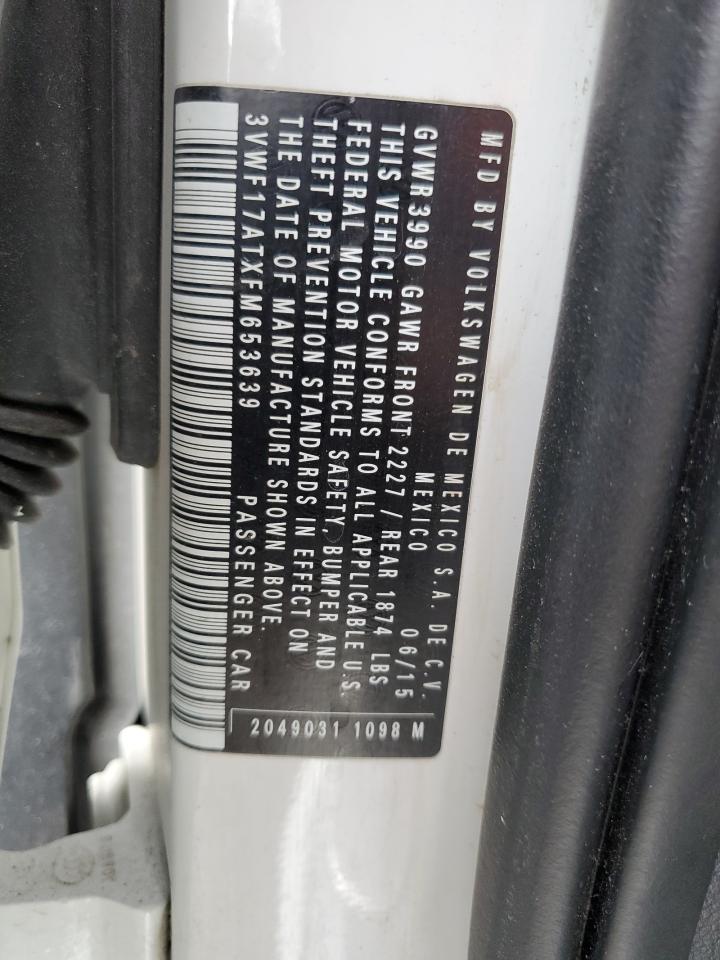 MFD BY VOLKSWAGEN DE MEXICO S.A. DE C.V.
MEXICO 06/15
GVWR 3990 GAWR FRONT 2227 / REAR 1874 LBS
THIS VEHICLE CONFORMS TO ALL APPLICABLE U.S.
FEDERAL MOTOR VEHICLE SAFETY, BUMPER AND
THEFT PREVENTION STANDARDS IN EFFECT ON
THE DATE OF MANUFACTURE SHOWN ABOVE.
3VWF17ATXFM653639 PASSENGER CAR
2049031 1098 M